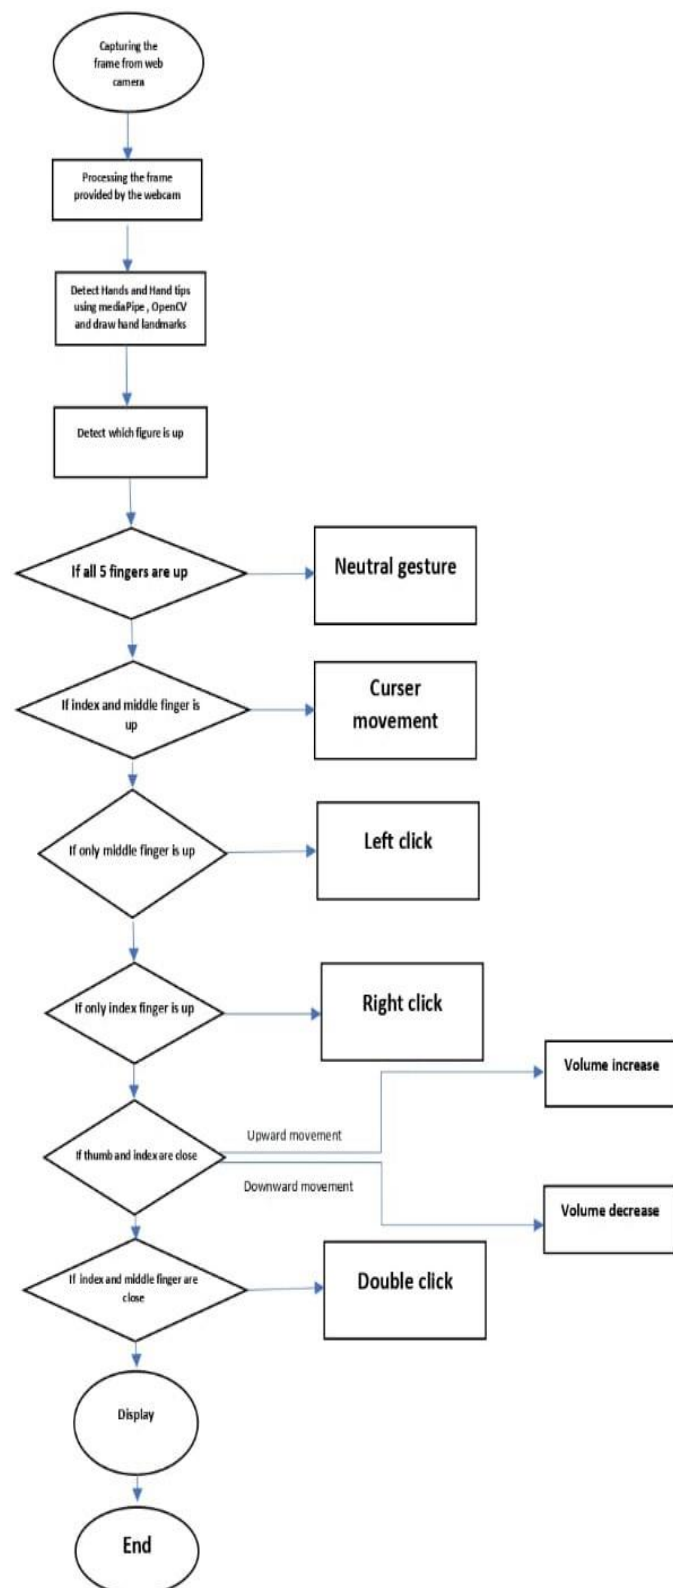 Capturing the
frame from web
camera
Processing the frame
provided by the webcam
Detect Hands and Hand tips
using mediaPipe , OpenCV
and draw hand landmarks
Detect which figure is up
If all 5 fingers are up
Neutral gesture
If index and middle finger is
up
Curser
movement
If only middle finger is up
Left click
If only index finger is up
Right click
If thumb and index are close
Upward movement
Volume increase
Downward movement
Volume decrease
If index and middle finger are
close
Double click
Display
End